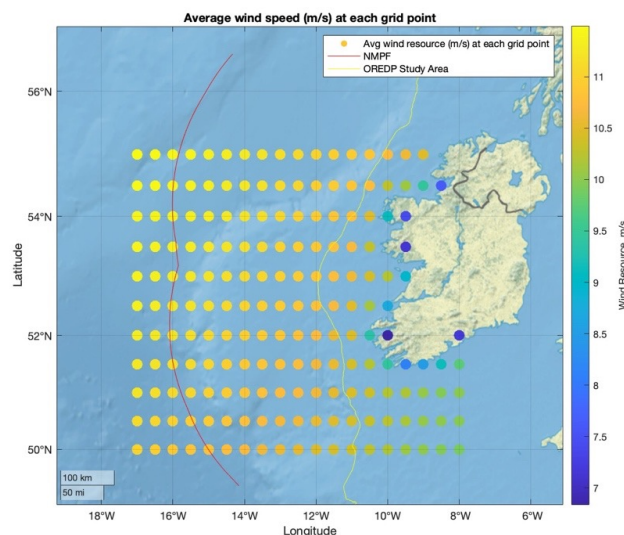 Average wind speed (m/s) at each grid point
Avg wind resource (m/s) at each grid point
NMPF
OREDP Study Area
56°N
54°N
52°N
50°N
Latitude
100 km
50 mi
18°W
16°W
14°W
12°W
10°W
8°W
6°W
Longitude
11
10.5
10
9.5
9
8.5
8
7.5
7
Wind Resource, m/s